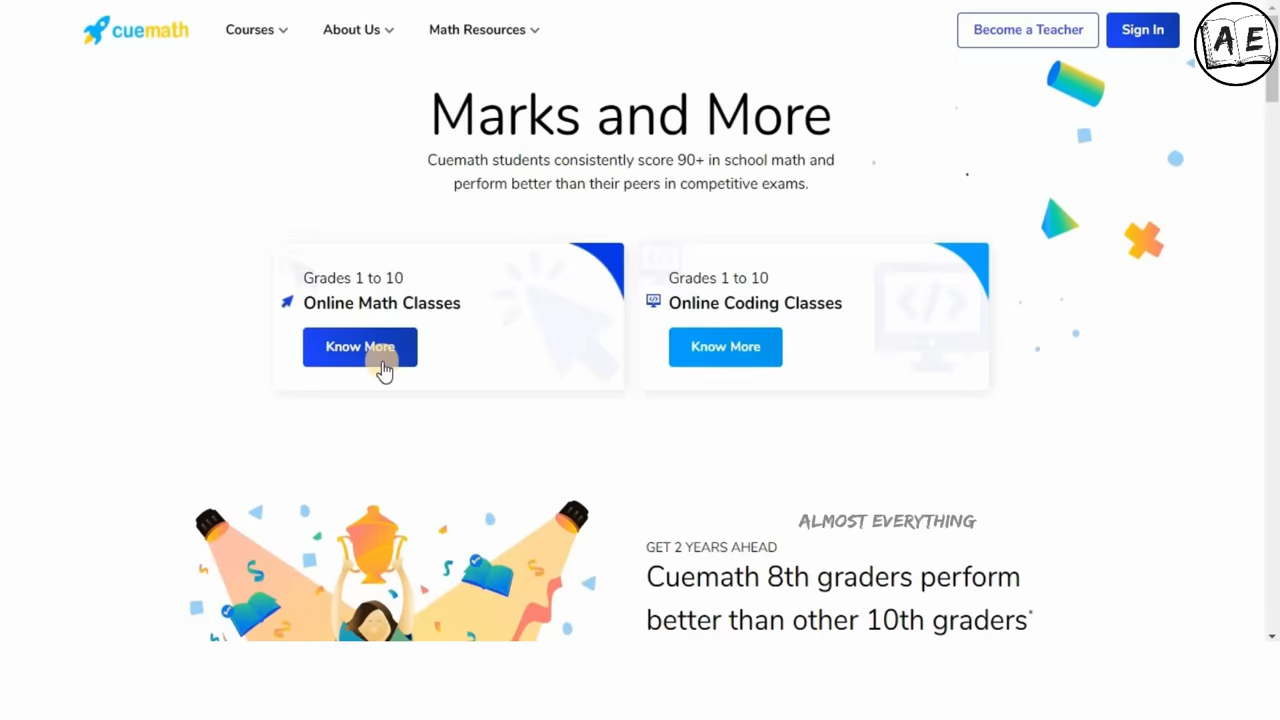 cuemath
Courses
About Us
Math Resources
Become a Teacher
Sign In
A E
Marks and More
Cuemath students consistently score 90+ in school math and
perform better than their peers in competitive exams.
Grades 1 to 10
Online Math Classes
Know More
Grades 1 to 10
Online Coding Classes
Know More
ALMOST EVERYTHING
GET 2 YEARS AHEAD
Cuemath 8th graders perform
better than other 10th graders*